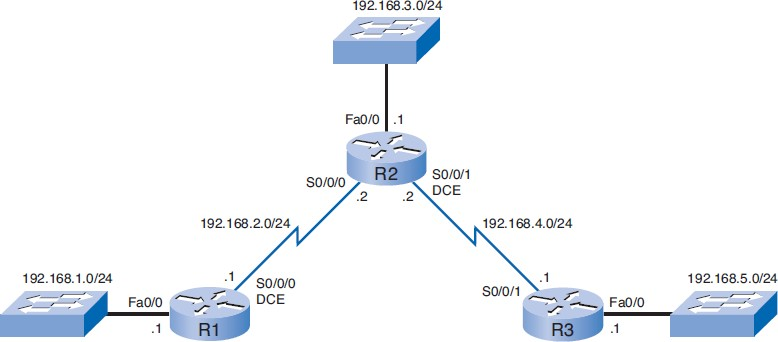 192.168.3.0/24
Fa0/0 .1
R2
S0/0/0
S0/0/1
DCE
.2 .2
192.168.2.0/24
192.168.4.0/24
192.168.1.0/24
Fa0/0
.1
.1
S0/0/0
DCE
R1
.1
S0/0/1
R3
Fa0/0
.1
192.168.5.0/24